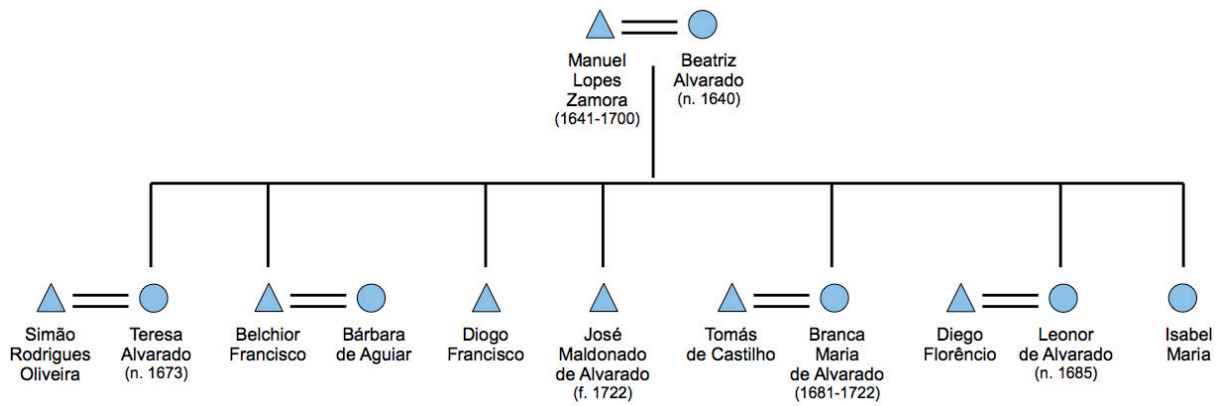 Manuel
Lopes
Zamora
(1641-1700)
Beatriz
Alvarado
(n. 1640)
Simão
Rodrigues
Oliveira
Teresa
Alvarado
(n. 1673)
Belchior
Francisco
Bárbara
de Aguiar
Diogo
Francisco
José
Maldonado
de Alvarado
(f. 1722)
Tomás
de Castilho
Branca
Maria
de Alvarado
(1681-1722)
Diego
Florêncio
Leonor
de Alvarado
(n. 1685)
Isabel
Maria